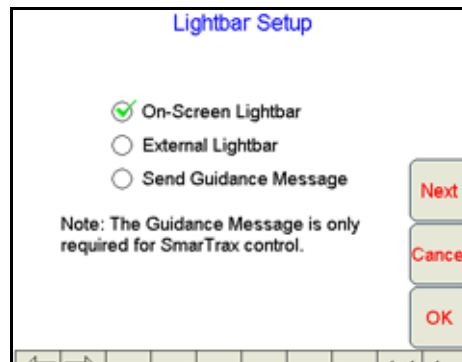 Lightbar Setup
On-Screen Lightbar
External Lightbar
Send Guidance Message
Note: The Guidance Message is only
required for SmarTrax control.
Next
Cancel
OK